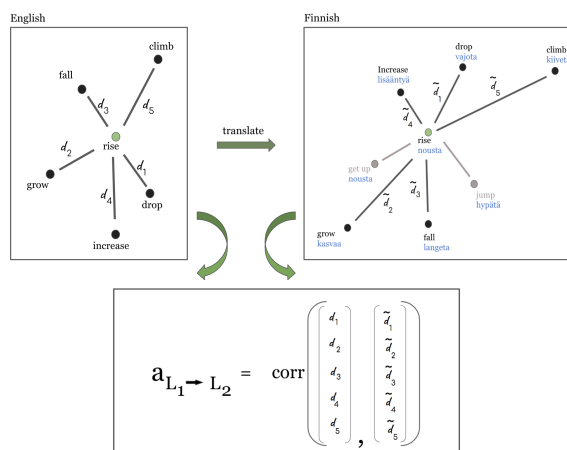 English
climb
fall
d5
d3
rise
d2
d1
grow
d4
drop
increase
translate
Finnish
drop
vajota
climb
kiivetä
Increase
lisääntyä
d̃1
d̃5
d̃4
rise
nousta
get up
nousta
d̃3
jump
hypätä
d̃2
grow
kasvaa
fall
langeta
a L1 → L2 = corr ( d1 d2 d3 d4 d5 , d̃1 d̃2 d̃3 d̃4 d̃5 )